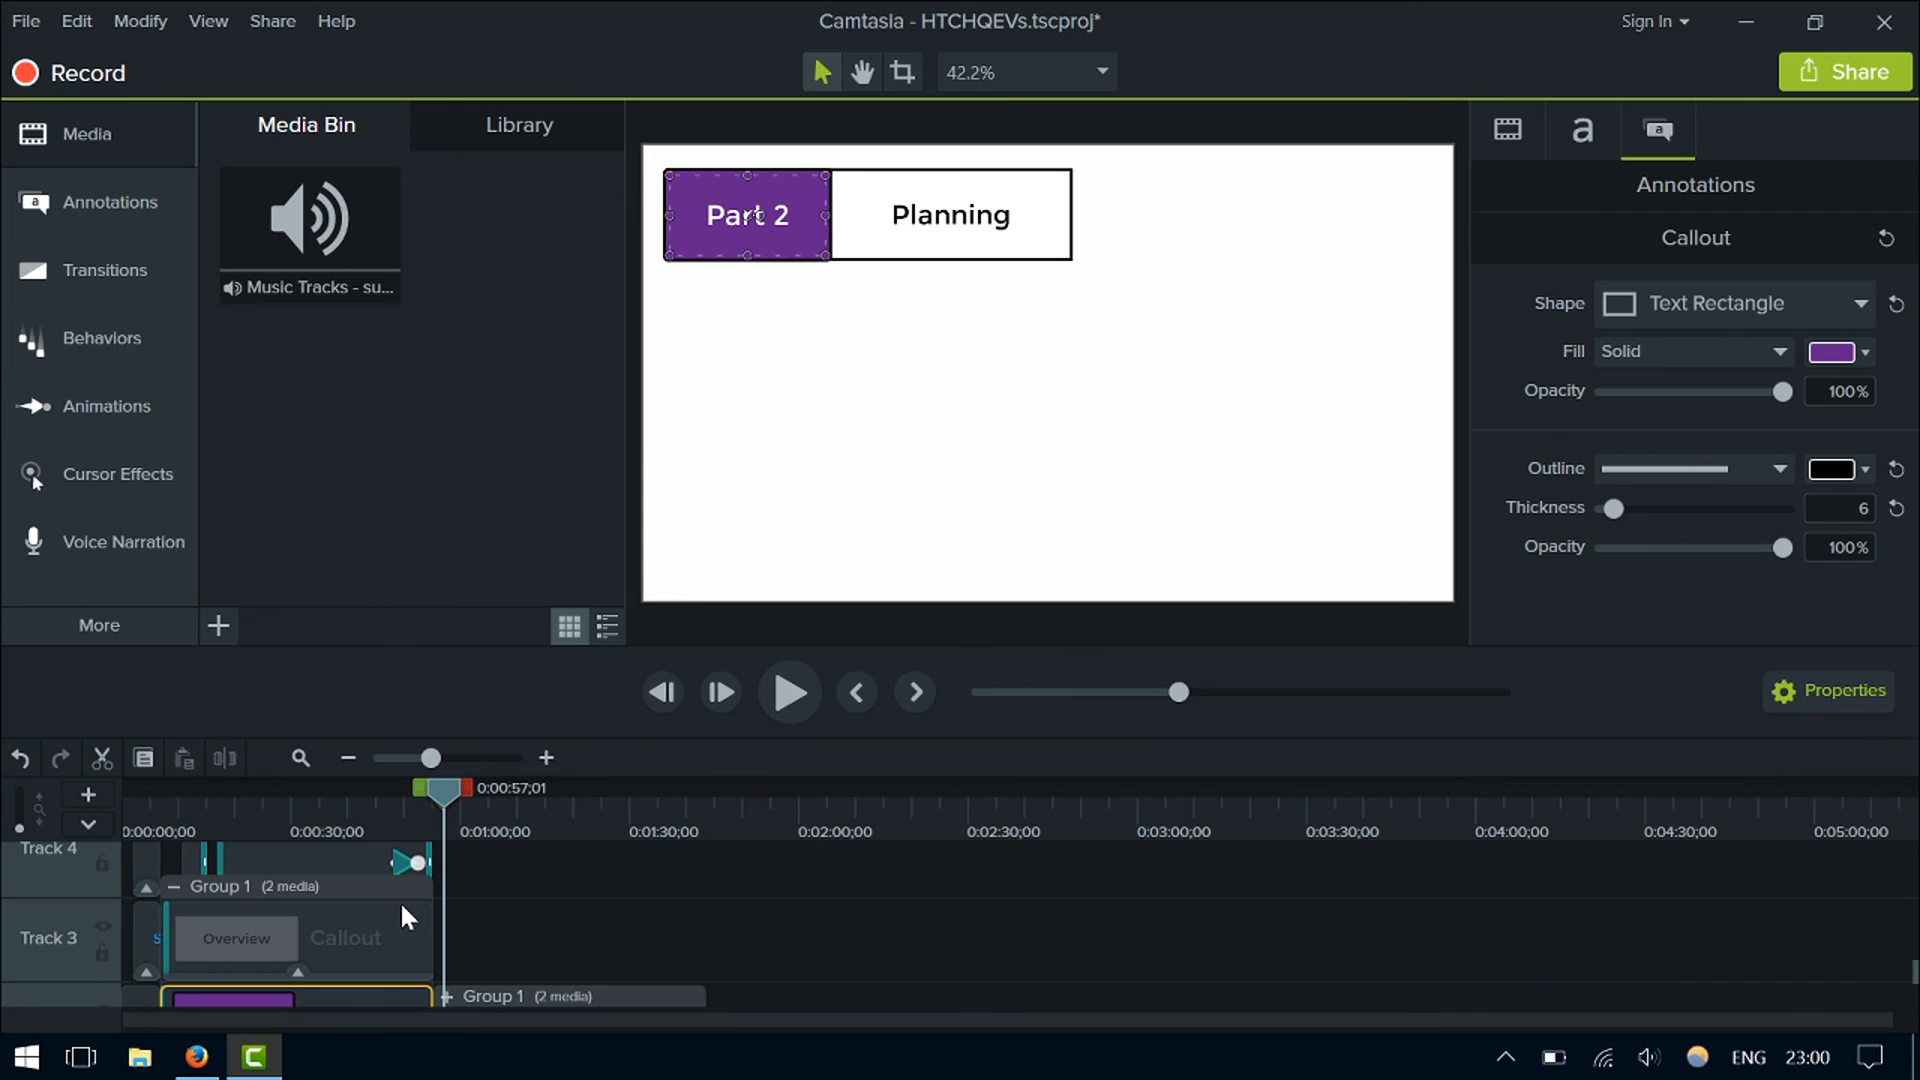 File Edit Modify View Share Help
Camtasia - HTCHQEVs.tscproj*
Sign In
Record
42.2%
Share
Media
Media Bin
Library
a
Annotations
Annotations
Callout
Part 2
Planning
Transitions
Music Tracks - su...
Shape
Text Rectangle
Behaviors
Fill
Solid
Opacity
100%
Animations
Outline
Cursor Effects
Thickness
6
Voice Narration
Opacity
100%
More
Properties
0:00:57;01
0:00:00;00
0:00:30;00
0:01:00;00
0:01:30;00
0:02:00;00
0:02:30;00
0:03:00;00
0:03:30;00
0:04:00;00
0:04:30;00
0:05:00;00
Track 4
Group 1 (2 media)
Track 3
S
Overview
Callout
Group 1 (2 media)
ENG
23:00